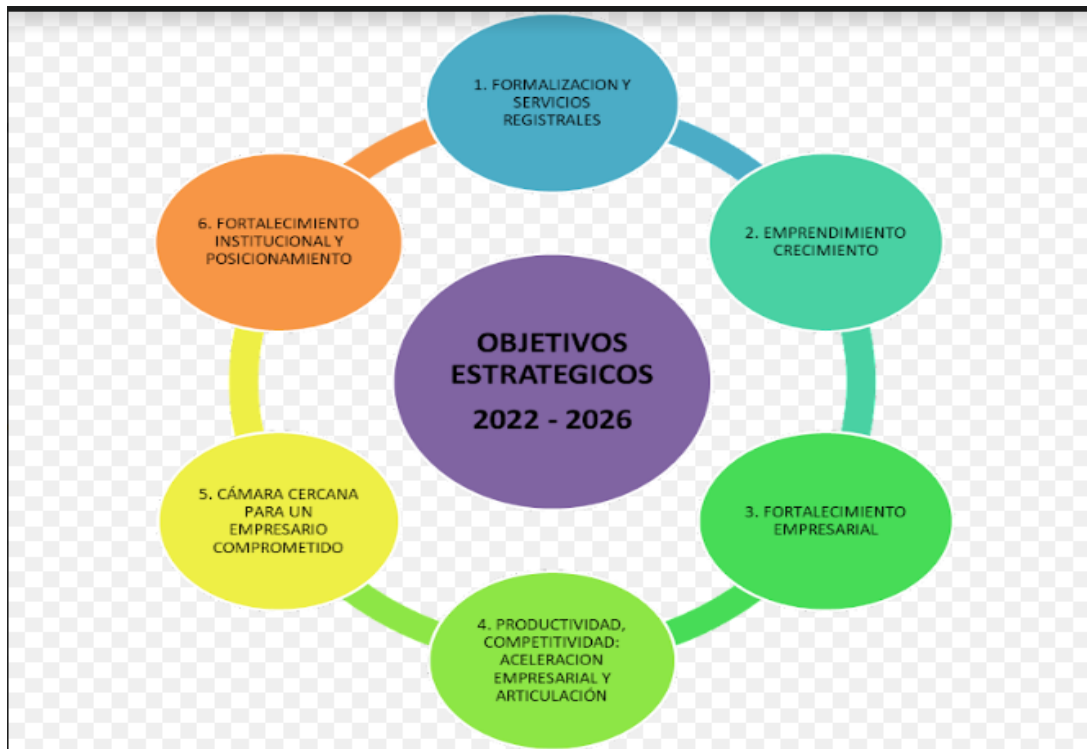 1. FORMALIZACION Y
SERVICIOS
REGISTRALES
2. EMPRENDIMIENTO
CRECIMIENTO
3. FORTALECIMIENTO
EMPRESARIAL
4. PRODUCTIVIDAD,
COMPETITIVIDAD:
ACELERACION
EMPRESARIAL Y
ARTICULACIÓN
5. CÁMARA CERCANA
PARA UN
EMPRESARIO
COMPROMETIDO
6. FORTALECIMIENTO
INSTITUCIONAL Y
POSICIONAMIENTO
OBJETIVOS
ESTRATEGICOS
2022 - 2026